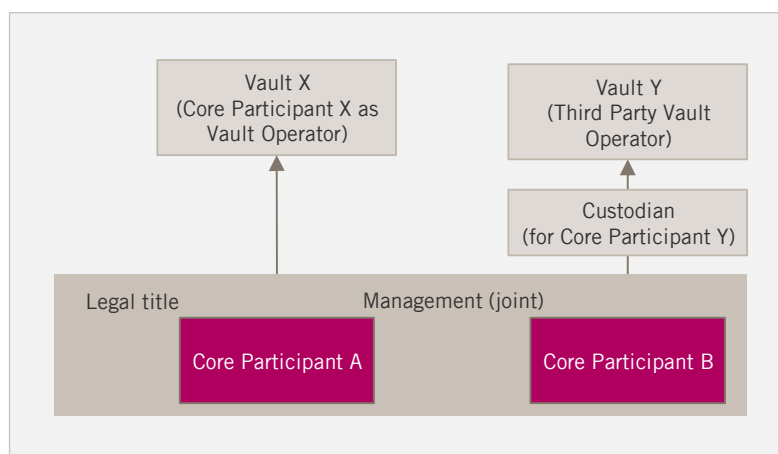 Vault X
(Core Participant X as
Vault Operator)
Vault Y
(Third Party Vault
Operator)
Custodian
(for Core Participant Y)
Legal title
Management (joint)
Core Participant A
Core Participant B